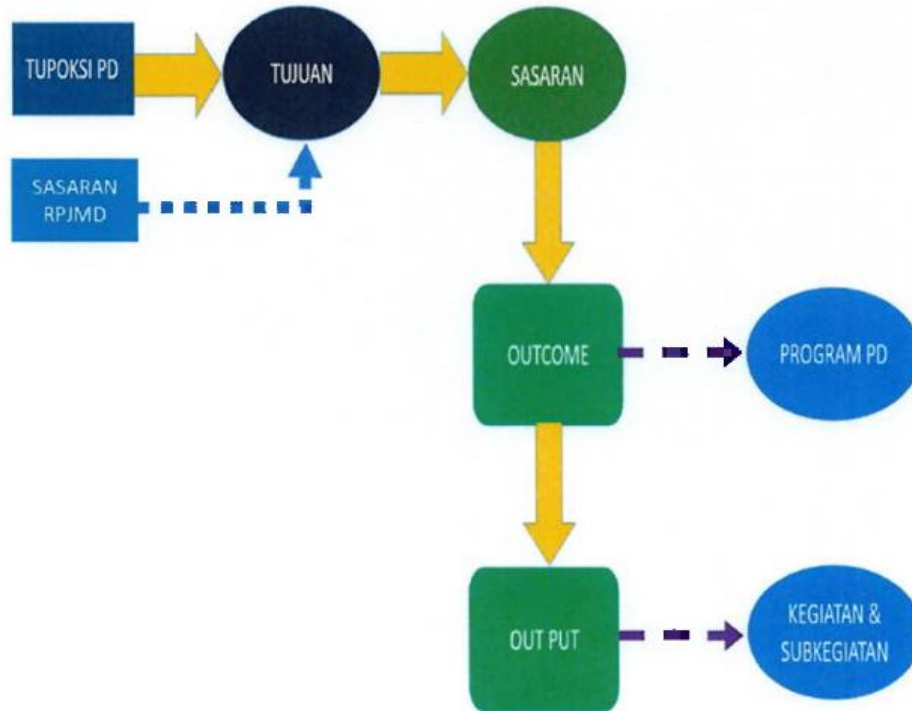 TUPOKSI PD
TUJUAN
SASARAN
SASARAN
RPJMD
OUTCOME
PROGRAM PD
OUT PUT
KEGIATAN &
SUBKEGIATAN